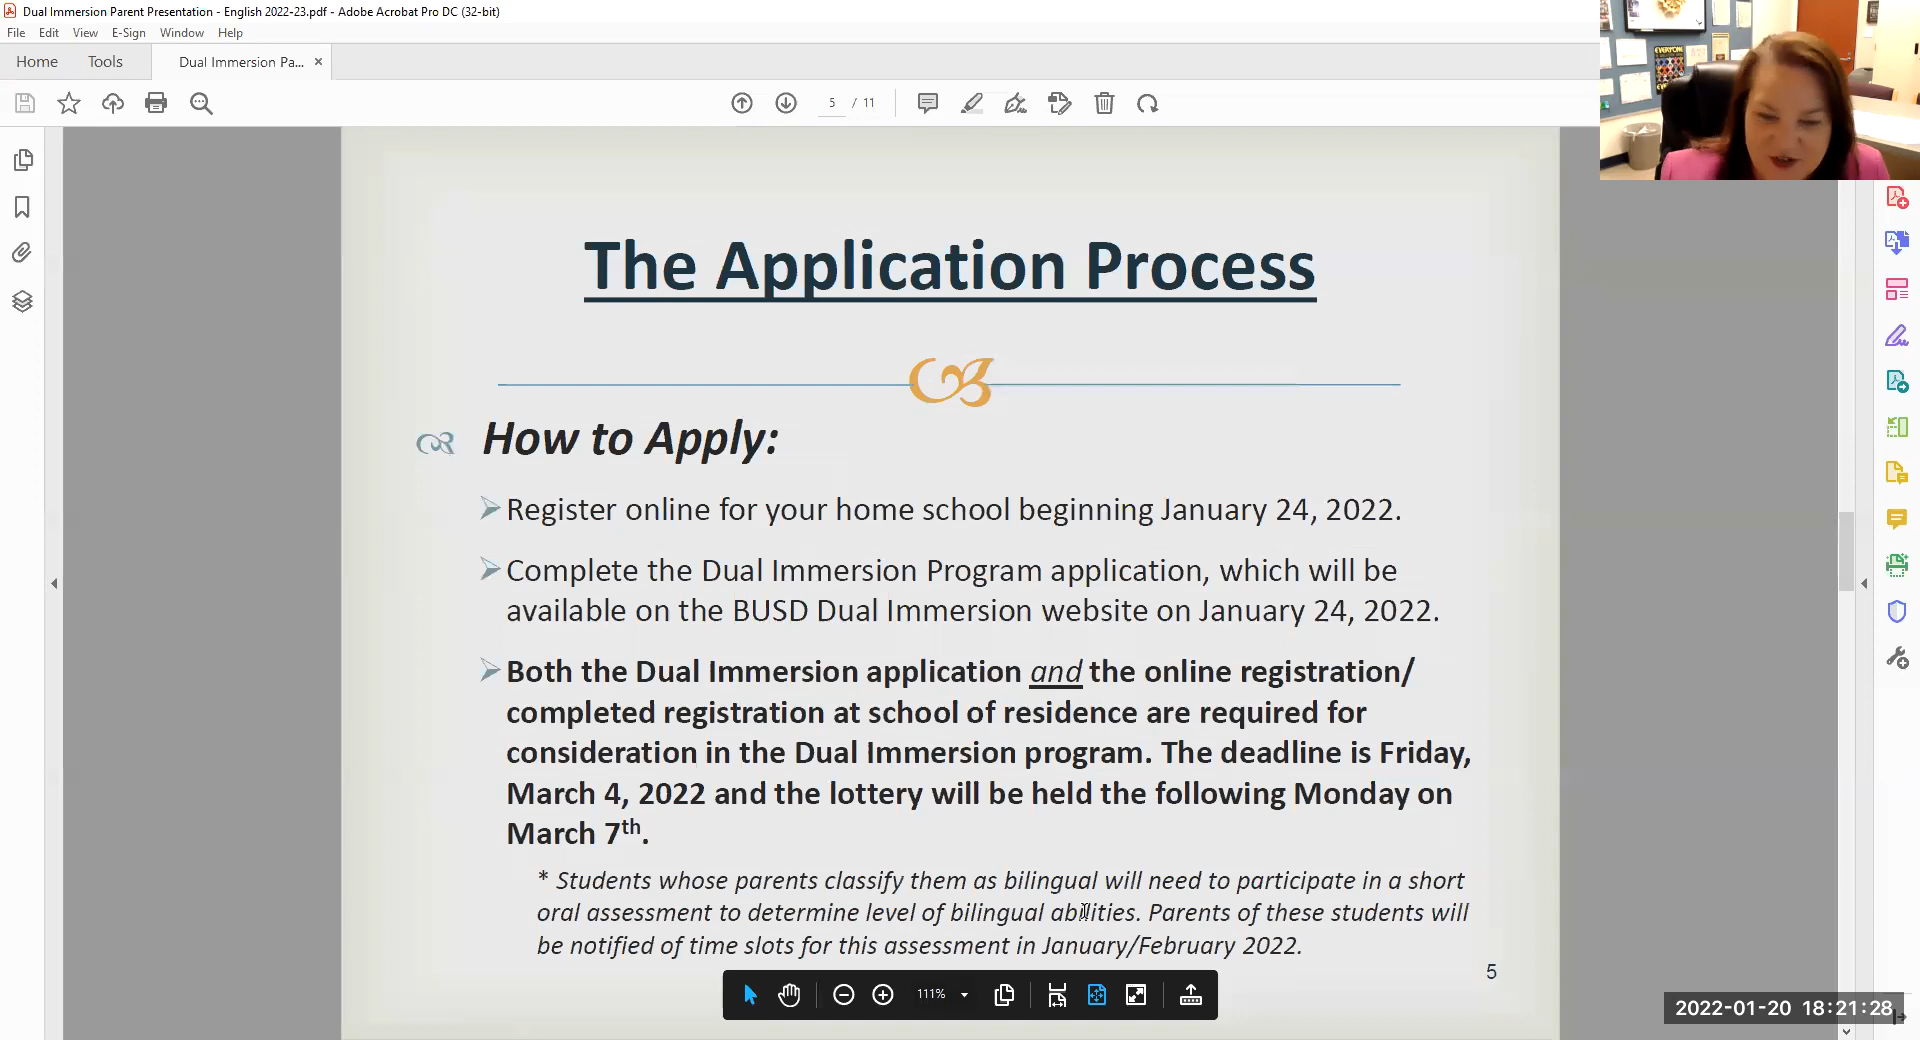 Dual Immersion Parent Presentation - English 2022-23.pdf - Adobe Acrobat Pro DC (32-bit)
File Edit View E-Sign Window Help
Home Tools Dual Immersion Pa... ×
5 / 11
EVERYONE
The Application Process
How to Apply:
Register online for your home school beginning January 24, 2022.
Complete the Dual Immersion Program application, which will be
available on the BUSD Dual Immersion website on January 24, 2022.
Both the Dual Immersion application and the online registration/
completed registration at school of residence are required for
consideration in the Dual Immersion program. The deadline is Friday,
March 4, 2022 and the lottery will be held the following Monday on
March 7th.
* Students whose parents classify them as bilingual will need to participate in a short
oral assessment to determine level of bilingual abilities. Parents of these students will
be notified of time slots for this assessment in January/February 2022.
5
111%
2022-01-20 18:21:28